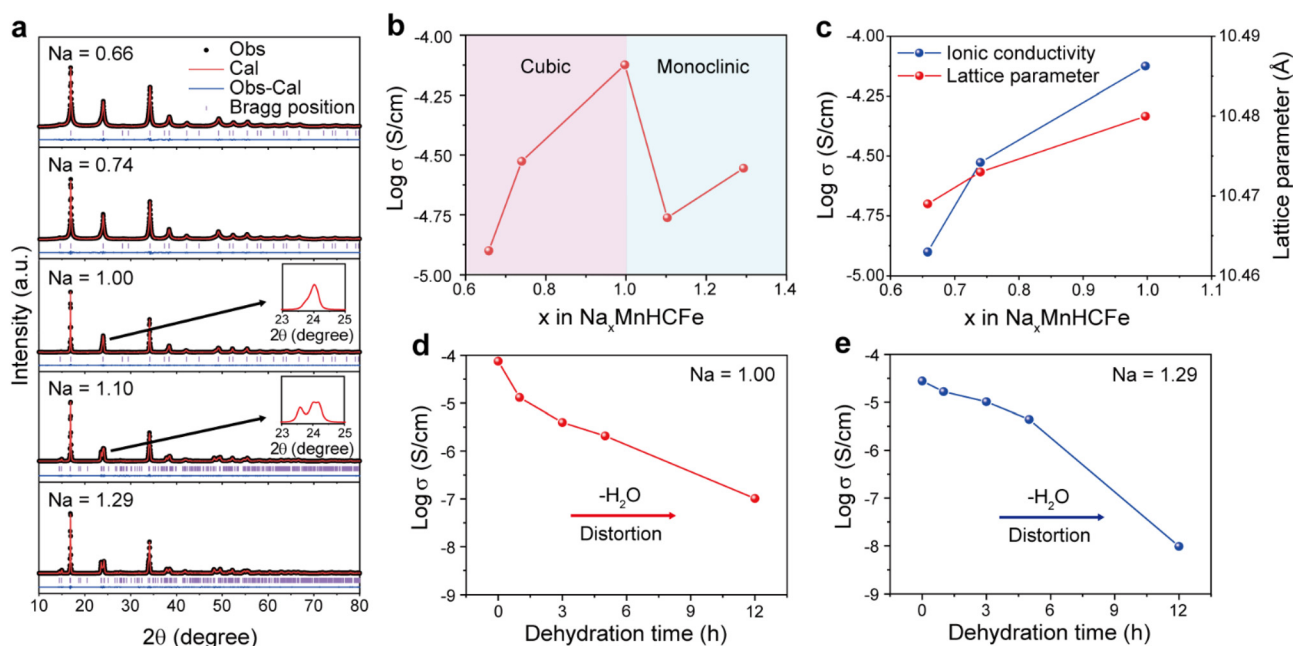 a
Na = 0.66
Obs
Cal
Obs-Cal
Bragg position
Na = 0.74
Na = 1.00
23 24 25
2θ (degree)
Na = 1.10
23 24 25
2θ (degree)
Na = 1.29
10 20 30 40 50 60 70 80
2θ (degree)
Intensity (a.u.)
b
-4.00
-4.25
-4.50
-4.75
-5.00
Cubic
Monoclinic
0.6 0.8 1.0 1.2 1.4
x in NaₓMnHCFe
Log σ (S/cm)
c
-4.00
-4.25
-4.50
-4.75
-5.00
Ionic conductivity
Lattice parameter
10.49
10.48
10.47
10.46
0.6 0.7 0.8 0.9 1.0 1.1
x in NaₓMnHCFe
Log σ (S/cm)
Lattice parameter (Å)
d
-4
-5
-6
-7
-8
-9
Na = 1.00
-H₂O
Distortion
0 3 6 9 12
Dehydration time (h)
Log σ (S/cm)
e
-4
-5
-6
-7
-8
-9
Na = 1.29
-H₂O
Distortion
0 3 6 9 12
Dehydration time (h)
Log σ (S/cm)